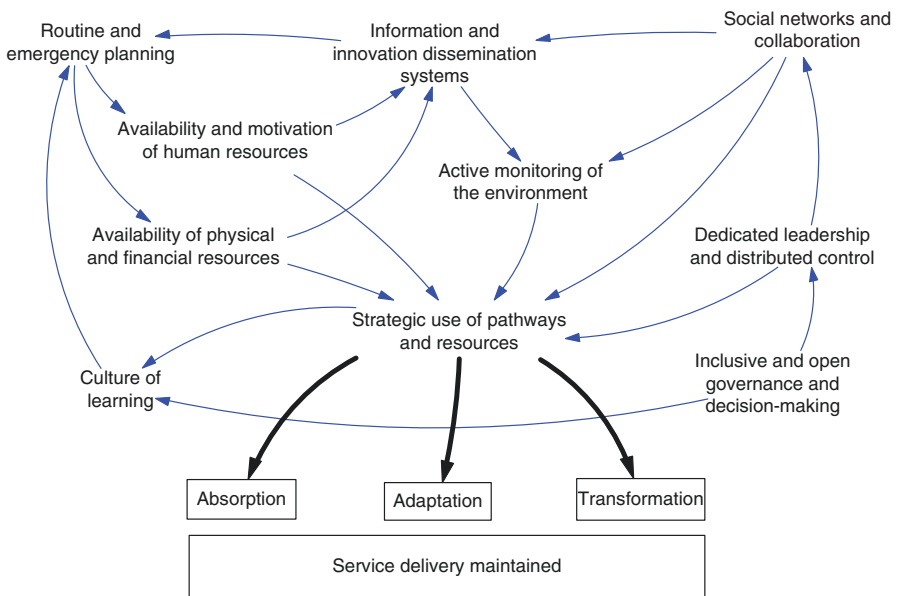 Routine and
emergency planning
Information and
innovation dissemination
systems
Social networks and
collaboration
Availability and motivation
of human resources
Active monitoring of
the environment
Availability of physical
and financial resources
Dedicated leadership
and distributed control
Strategic use of pathways
and resources
Culture of
learning
Inclusive and open
governance and
decision-making
Absorption
Adaptation
Transformation
Service delivery maintained